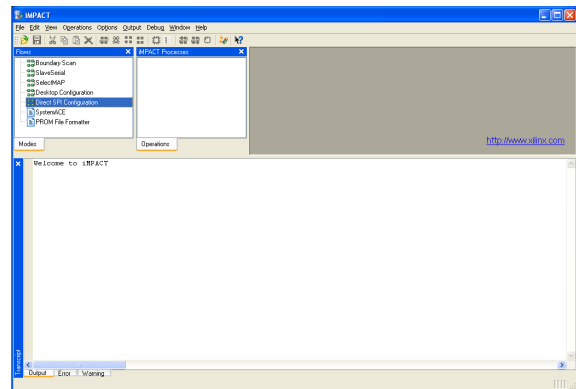 iMPACT
File Edit View Operations Options Output Debug Window Help
Flows
iMPACT Processes
Boundary Scan
SlaveSerial
SelectMAP
Desktop Configuration
Direct SPI Configuration
SystemACE
PROM File Formatter
Modes
Operations
http://www.xilinx.com
Welcome to iMPACT
Transcript
Output Error Warning